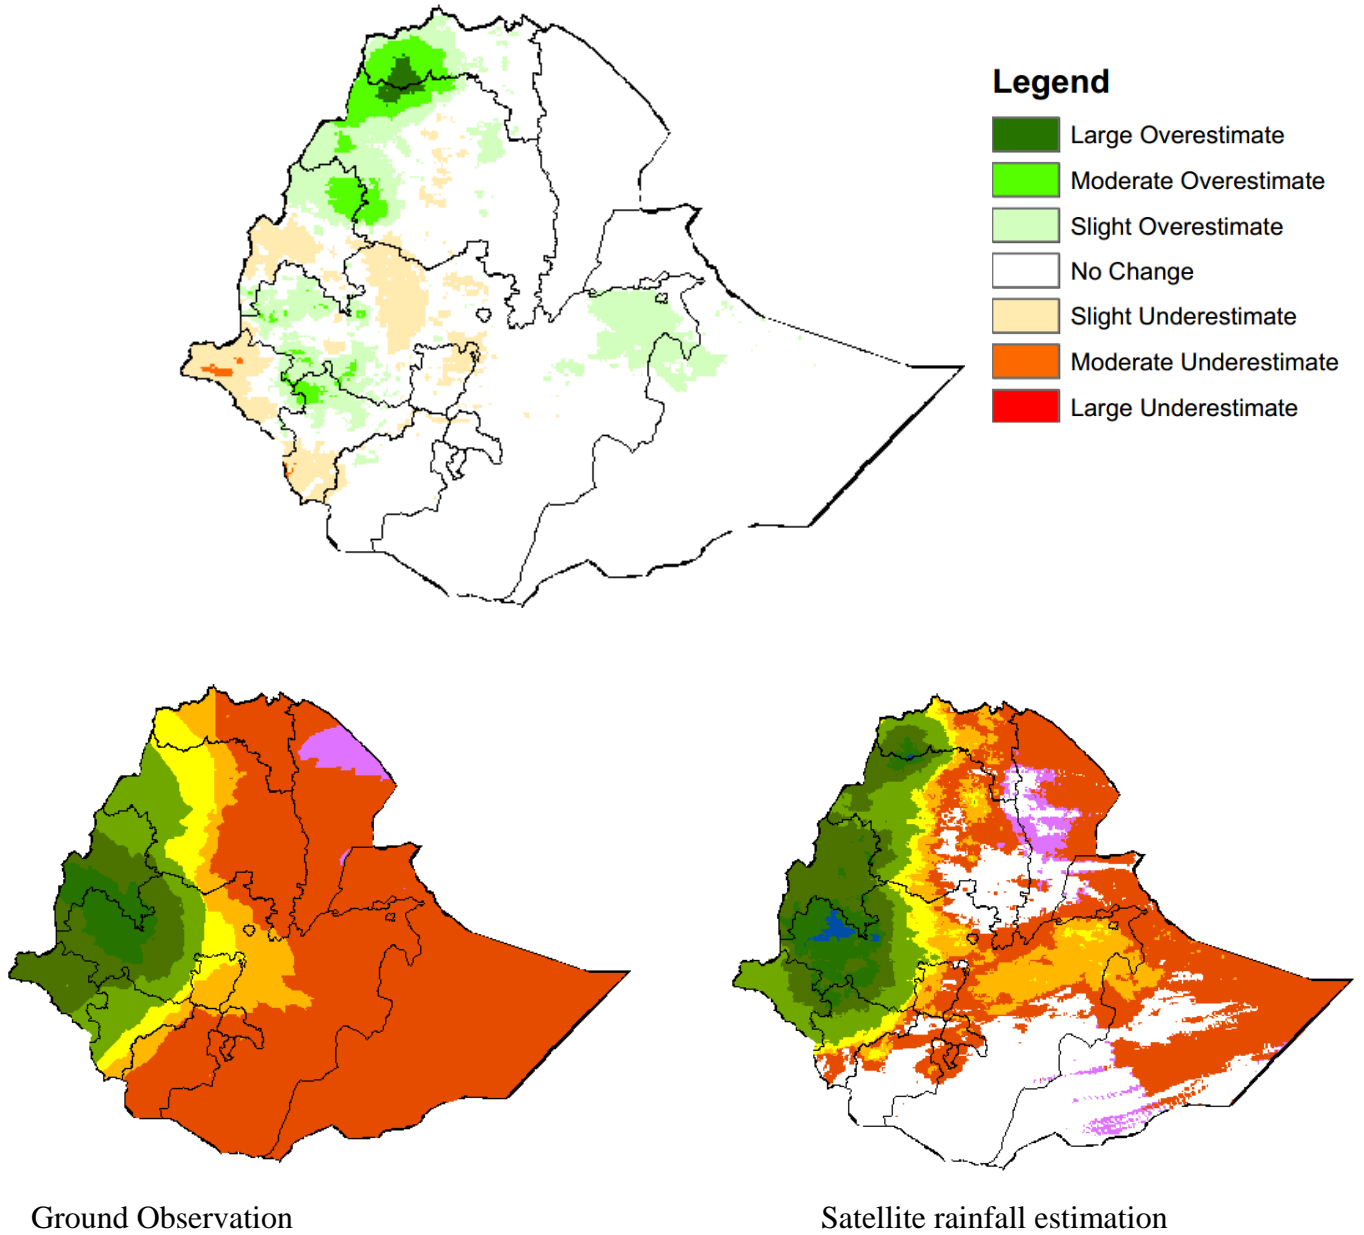 Legend
Large Overestimate
Moderate Overestimate
Slight Overestimate
No Change
Slight Underestimate
Moderate Underestimate
Large Underestimate
Ground Observation
Satellite rainfall estimation